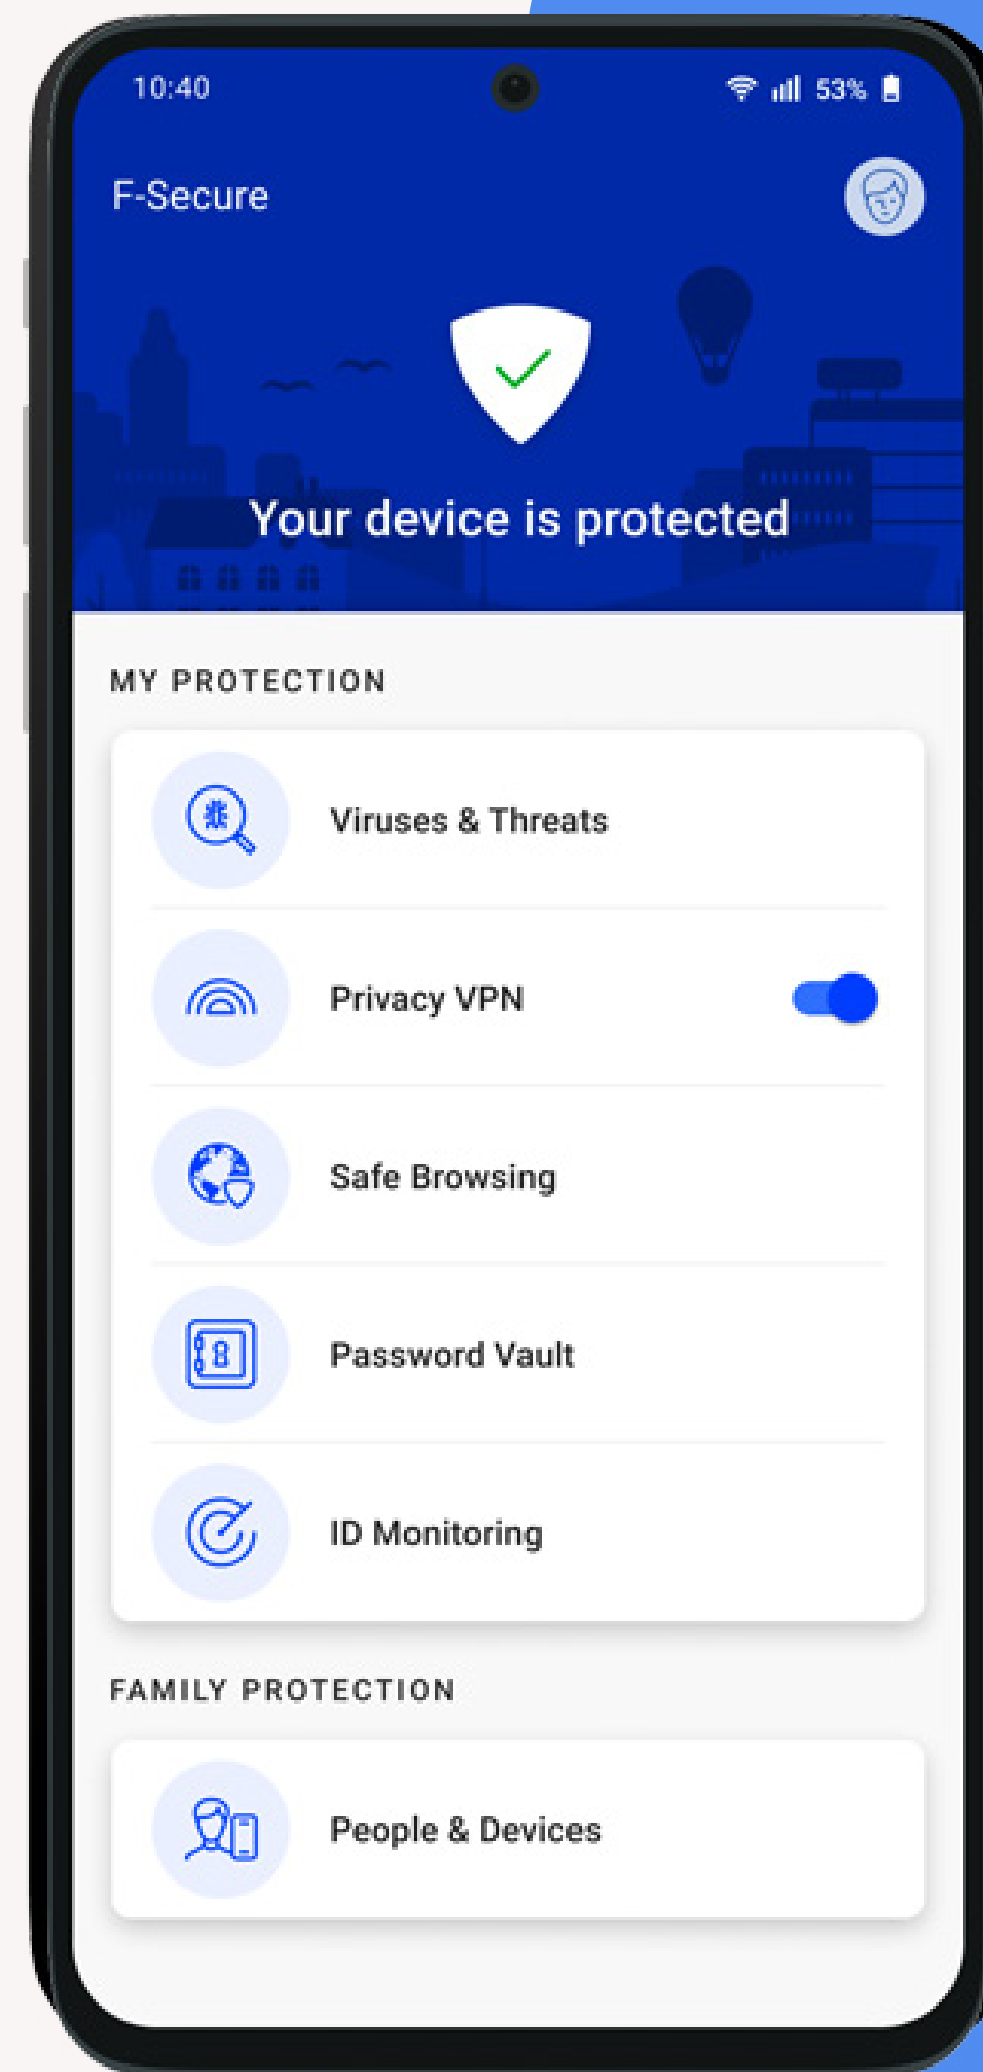 10:40
53%
F-Secure
Your device is protected
MY PROTECTION
Viruses & Threats
Privacy VPN
Safe Browsing
Password Vault
ID Monitoring
FAMILY PROTECTION
People & Devices